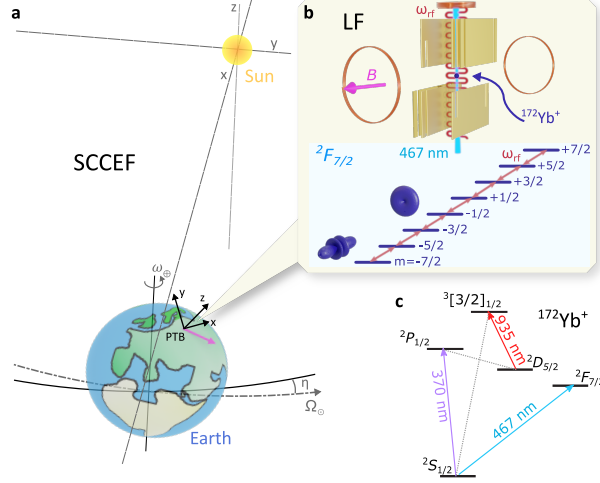 a
z
y
x
Sun
SCCEF
ω⊕
y
z
x
PTB
η
Ω⊙
Earth
b
LF
ωrf
B
172Yb+
467 nm
2F7/2
ωrf
+7/2
+5/2
+3/2
+1/2
-1/2
-3/2
-5/2
m=-7/2
c
3[3/2]1/2
172Yb+
2P1/2
935 nm
2D5/2
2F7/2
370 nm
467 nm
2S1/2